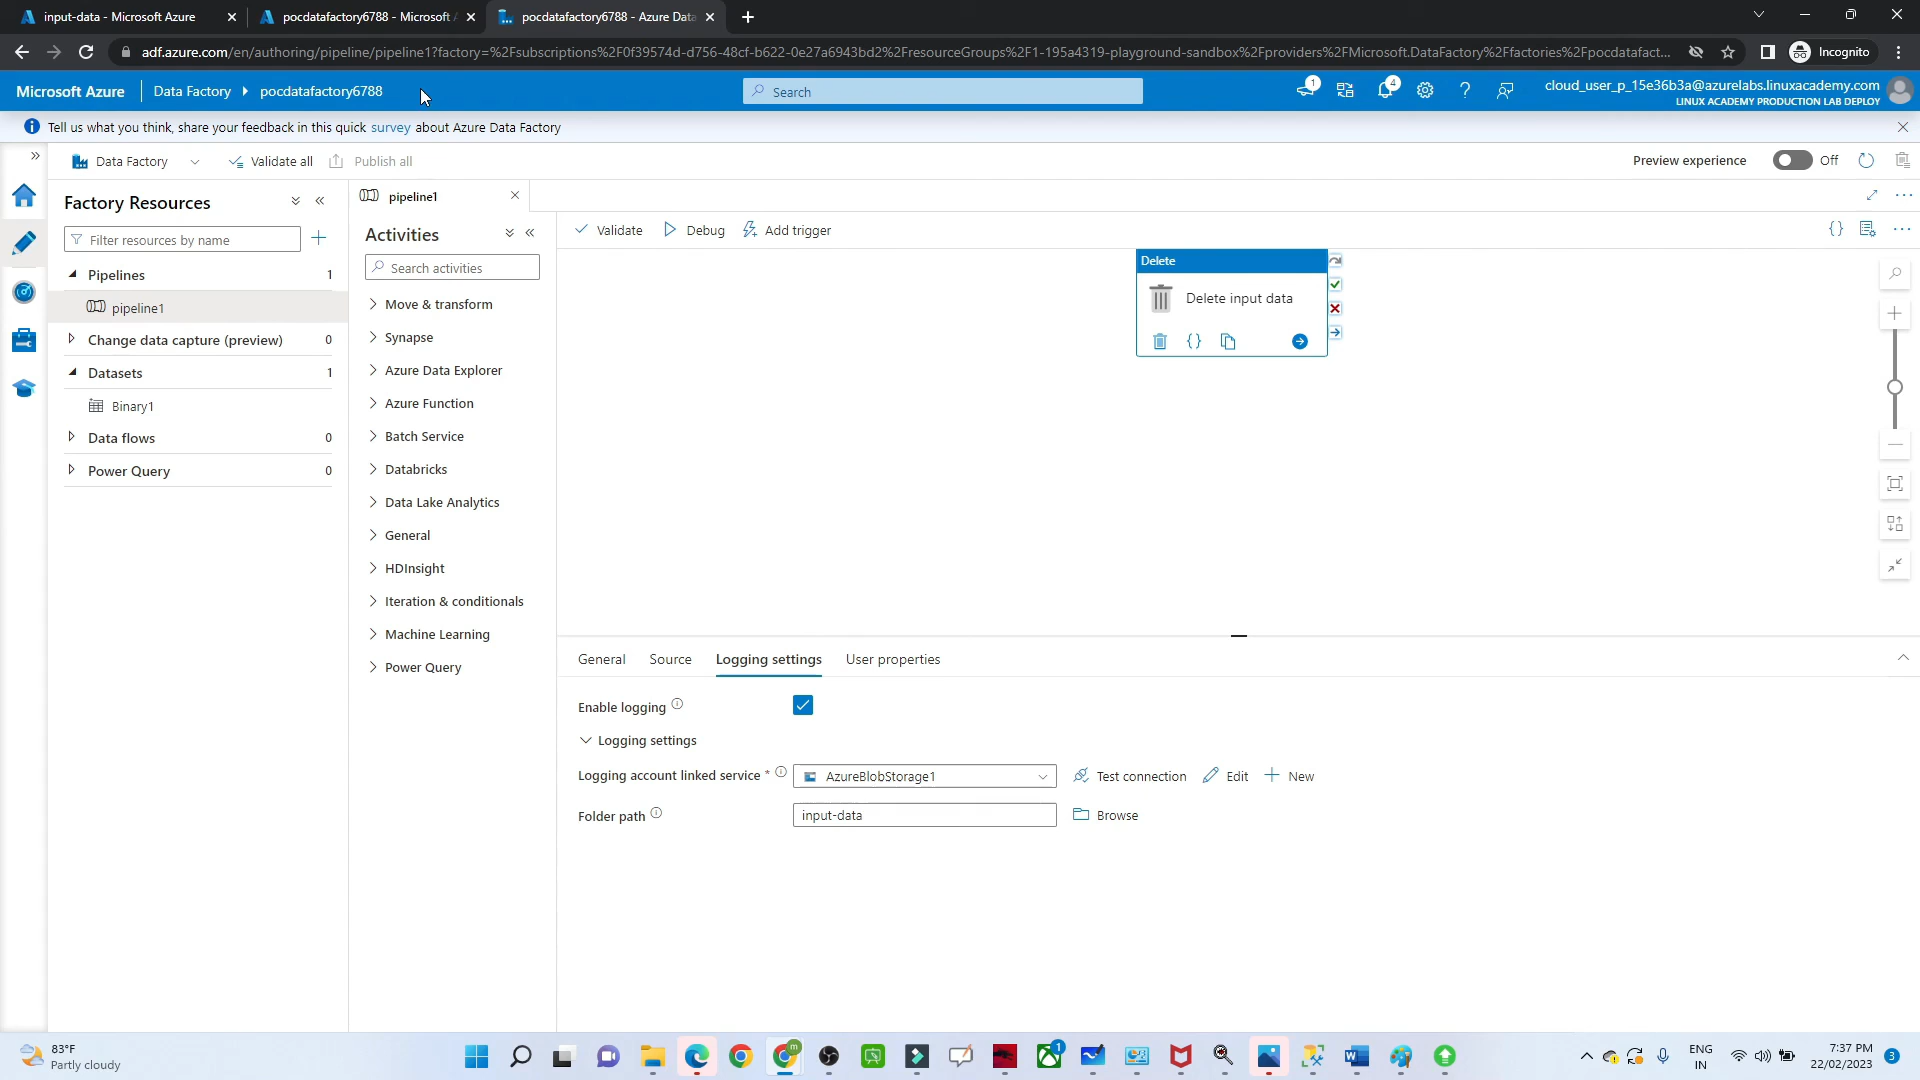 input-data - Microsoft Azure
pocdatafactory6788 - Microsoft A
pocdatafactory6788 - Azure Data
adf.azure.com/en/authoring/pipeline/pipeline1?factory=%2Fsubscriptions%2F0f39574d-d756-48cf-b622-0e27a6943bd2%2FresourceGroups%2F1-195a4319-playground-sandbox%2Fproviders%2FMicrosoft.DataFactory%2Ffactories%2Fpocdatafact...
Incognito
Microsoft Azure
Data Factory
pocdatafactory6788
Search
1
4
cloud_user_p_15e36b3a@azurelabs.linuxacademy.com
LINUX ACADEMY PRODUCTION LAB DEPLOY
Tell us what you think, share your feedback in this quick survey about Azure Data Factory
Data Factory
Validate all
Publish all
Preview experience
Off
Factory Resources
Filter resources by name
Pipelines 1
pipeline1
Change data capture (preview) 0
Datasets 1
Binary1
Data flows 0
Power Query 0
pipeline1
Activities
Search activities
Move & transform
Synapse
Azure Data Explorer
Azure Function
Batch Service
Databricks
Data Lake Analytics
General
HDInsight
Iteration & conditionals
Machine Learning
Power Query
Validate
Debug
Add trigger
Delete
Delete input data
General
Source
Logging settings
User properties
Enable logging
Logging settings
Logging account linked service *
AzureBlobStorage1
Test connection
Edit
New
Folder path
input-data
Browse
83°F
Partly cloudy
m
1
ENG
IN
7:37 PM
22/02/2023
3